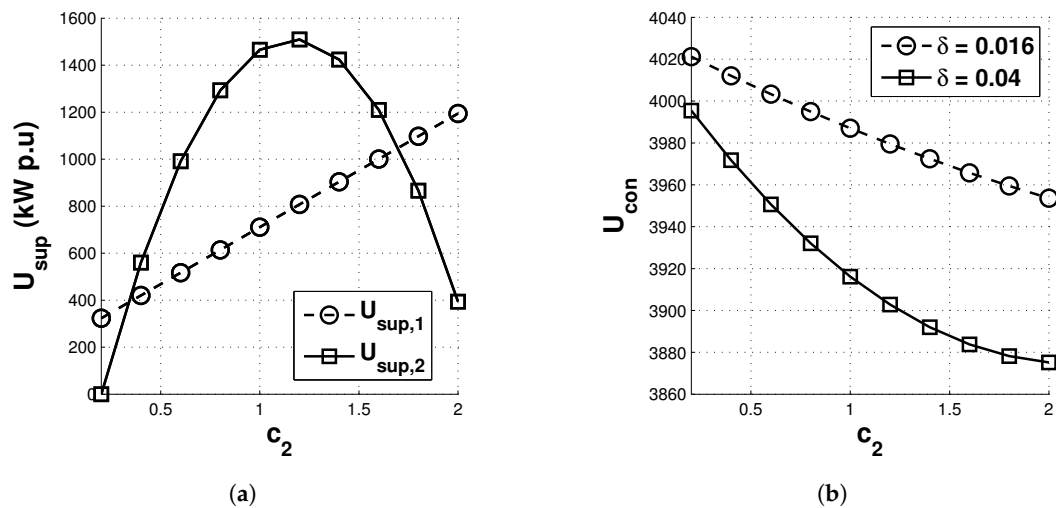 1600
1400
1200
1000
800
600
400
200
0
0.5 1 1.5 2
U_sup (kW p.u)
c_2
U_sup,1
U_sup,2
(a)
4040
4020
4000
3980
3960
3940
3920
3900
3880
3860
0.5 1 1.5 2
U_con
c_2
δ = 0.016
δ = 0.04
(b)